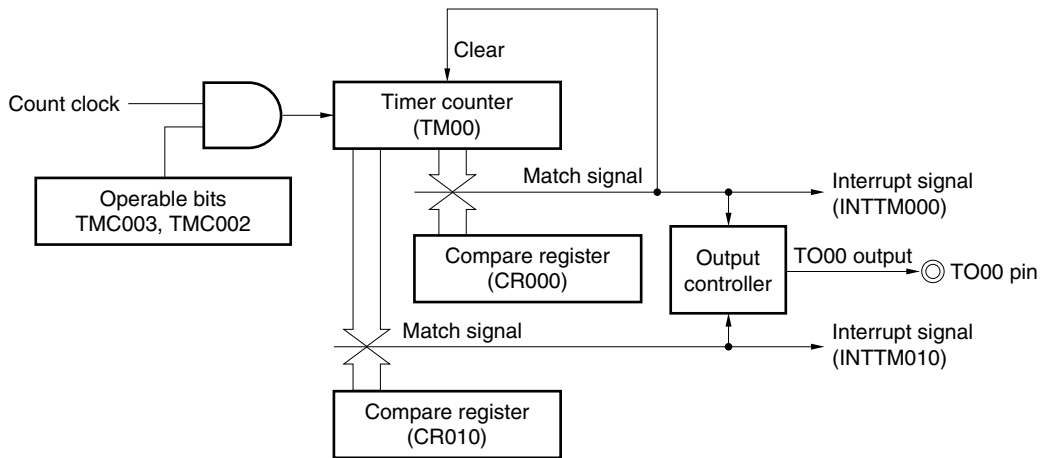 Clear
Count clock
Timer counter
(TM00)
Operable bits
TMC003, TMC002
Match signal
Interrupt signal
(INTTM000)
Compare register
(CR000)
Output
controller
TO00 output
TO00 pin
Match signal
Interrupt signal
(INTTM010)
Compare register
(CR010)